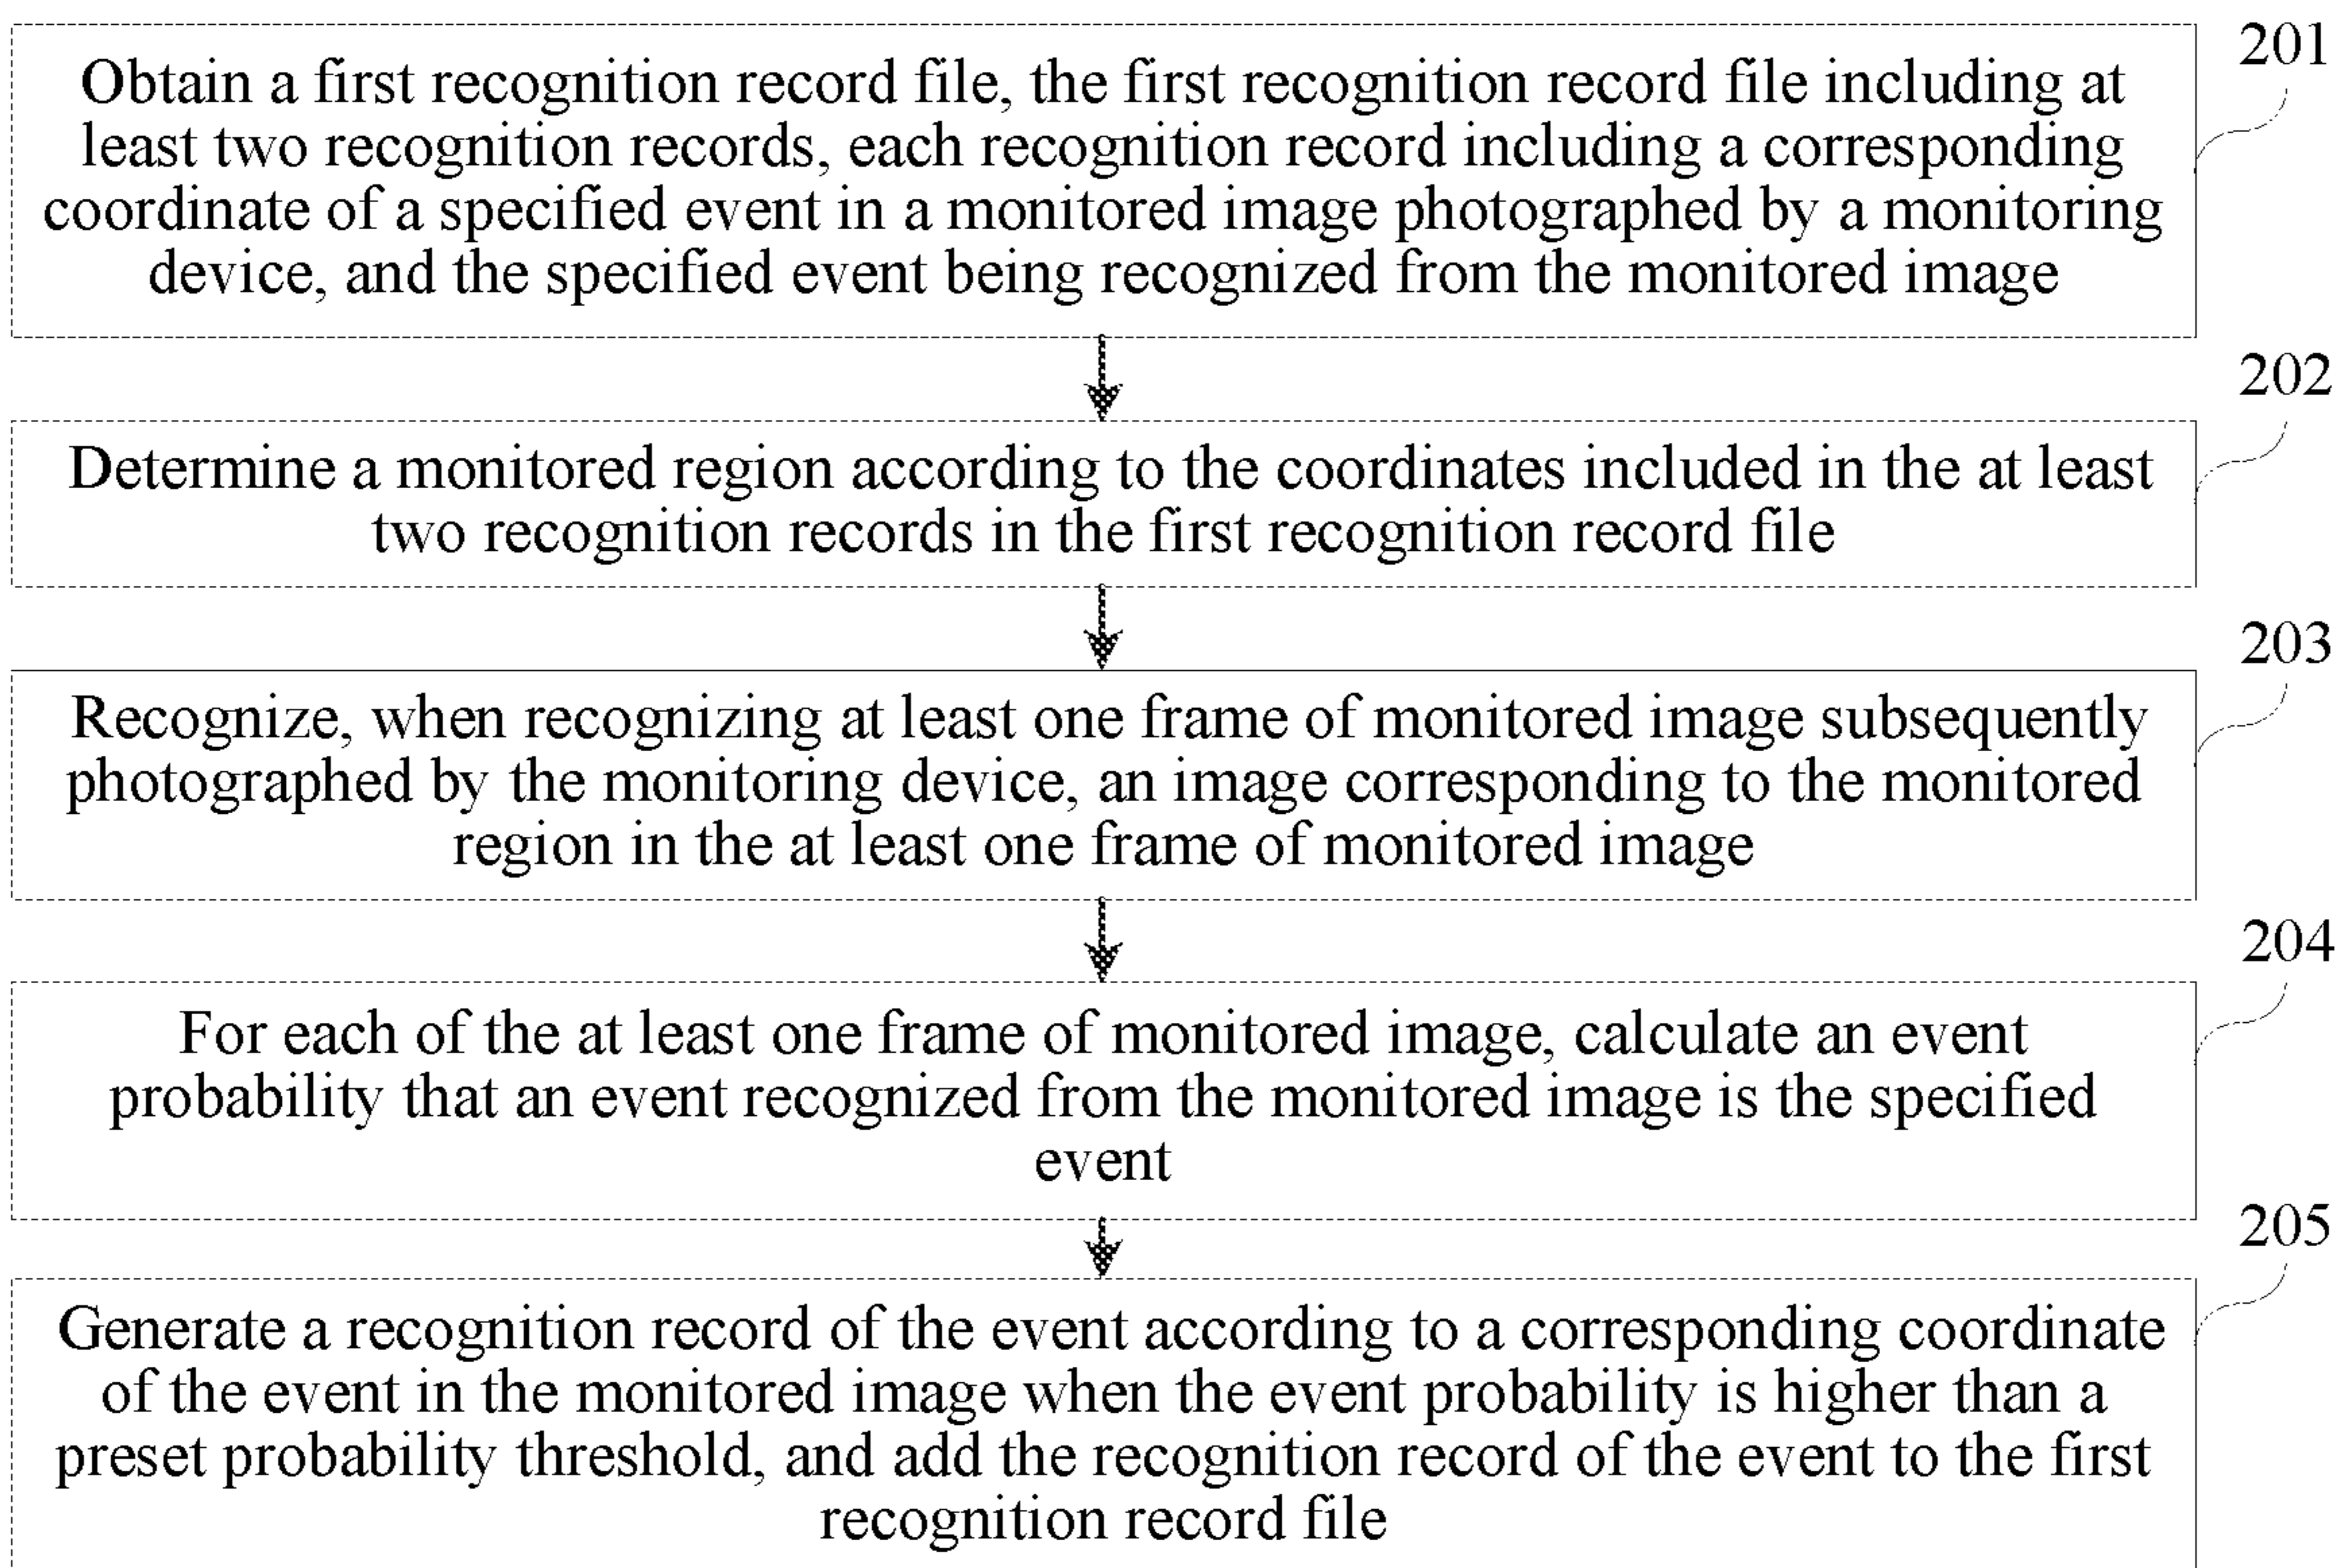 201
Obtain a first recognition record file, the first recognition record file including at
least two recognition records, each recognition record including a corresponding
coordinate of a specified event in a monitored image photographed by a monitoring
device, and the specified event being recognized from the monitored image
202
Determine a monitored region according to the coordinates included in the at least
two recognition records in the first recognition record file
203
Recognize, when recognizing at least one frame of monitored image subsequently
photographed by the monitoring device, an image corresponding to the monitored
region in the at least one frame of monitored image
204
For each of the at least one frame of monitored image, calculate an event
probability that an event recognized from the monitored image is the specified
event
205
Generate a recognition record of the event according to a corresponding coordinate
of the event in the monitored image when the event probability is higher than a
preset probability threshold, and add the recognition record of the event to the first
recognition record file